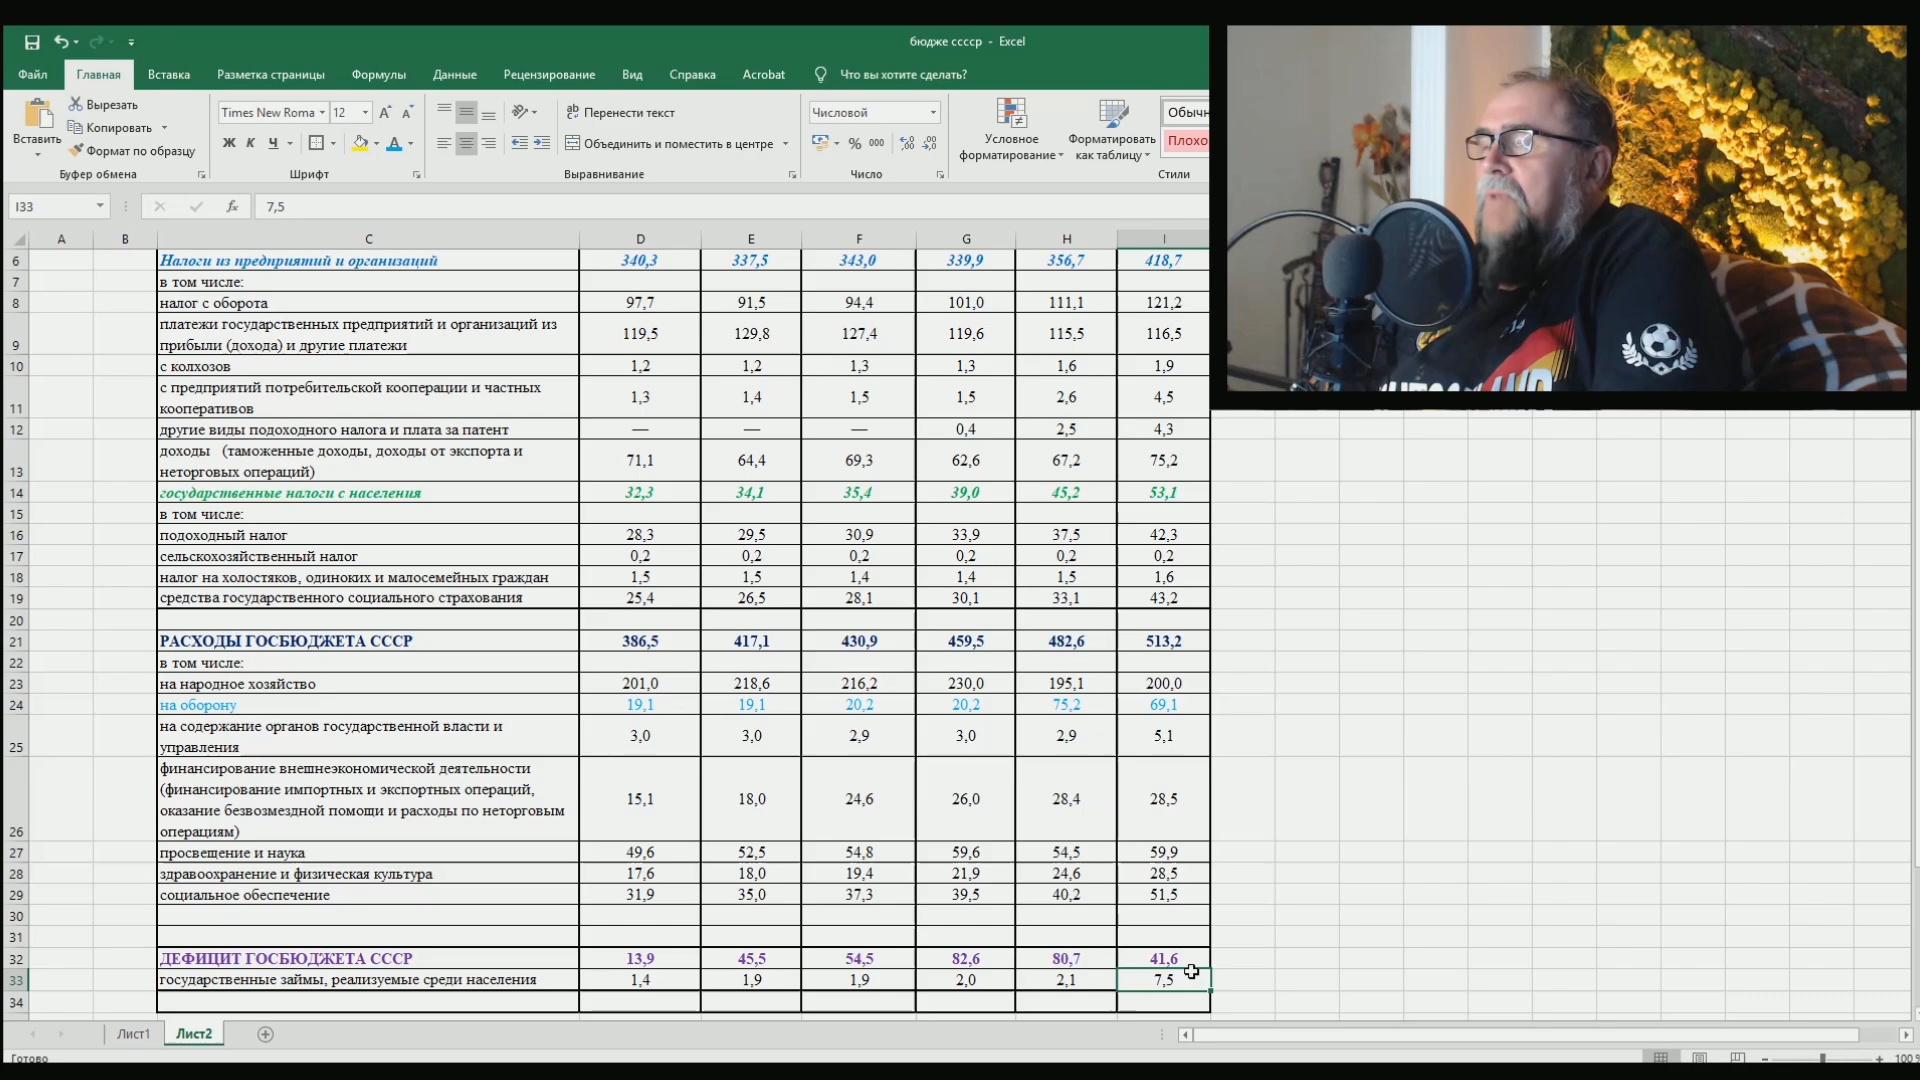 бюдже сссср - Excel
Файл Главная Вставка Разметка страницы Формулы Данные Рецензирование Вид Справка Acrobat Что вы хотите сделать?
Вставить
Вырезать
Копировать
Формат по образцу
Буфер обмена
Times New Roma 12
Ж К Ч
Шрифт
Перенести текст
Объединить и поместить в центре
Выравнивание
Числовой
% 000
Число
Условное форматирование
Форматировать как таблицу
Обычн
Плохо
Стили
I33 fx 7,5
A B C D E F G H I
6 Налоги из предприятий и организаций 340,3 337,5 343,0 339,9 356,7 418,7
7 в том числе:
8 налог с оборота 97,7 91,5 94,4 101,0 111,1 121,2
платежи государственных предприятий и организаций из
9 прибыли (дохода) и другие платежи 119,5 129,8 127,4 119,6 115,5 116,5
10 с колхозов 1,2 1,2 1,3 1,3 1,6 1,9
с предприятий потребительской кооперации и частных
11 кооперативов 1,3 1,4 1,5 1,5 2,6 4,5
12 другие виды подоходного налога и плата за патент — — — 0,4 2,5 4,3
доходы (таможенные доходы, доходы от экспорта и
13 неторговых операций) 71,1 64,4 69,3 62,6 67,2 75,2
14 государственные налоги с населения 32,3 34,1 35,4 39,0 45,2 53,1
15 в том числе:
16 подоходный налог 28,3 29,5 30,9 33,9 37,5 42,3
17 сельскохозяйственный налог 0,2 0,2 0,2 0,2 0,2 0,2
18 налог на холостяков, одиноких и малосемейных граждан 1,5 1,5 1,4 1,4 1,5 1,6
19 средства государственного социального страхования 25,4 26,5 28,1 30,1 33,1 43,2
20
21 РАСХОДЫ ГОСБЮДЖЕТА СССР 386,5 417,1 430,9 459,5 482,6 513,2
22 в том числе:
23 на народное хозяйство 201,0 218,6 216,2 230,0 195,1 200,0
24 на оборону 19,1 19,1 20,2 20,2 75,2 69,1
на содержание органов государственной власти и
25 управления 3,0 3,0 2,9 3,0 2,9 5,1
финансирование внешнеэкономической деятельности
(финансирование импортных и экспортных операций,
оказание безвозмездной помощи и расходы по неторговым
26 операциям) 15,1 18,0 24,6 26,0 28,4 28,5
27 просвещение и наука 49,6 52,5 54,8 59,6 54,5 59,9
28 здравоохранение и физическая культура 17,6 18,0 19,4 21,9 24,6 28,5
29 социальное обеспечение 31,9 35,0 37,3 39,5 40,2 51,5
30
31
32 ДЕФИЦИТ ГОСБЮДЖЕТА СССР 13,9 45,5 54,5 82,6 80,7 41,6
33 государственные займы, реализуемые среди населения 1,4 1,9 1,9 2,0 2,1 7,5
34
Лист1 Лист2
Готово
100 %